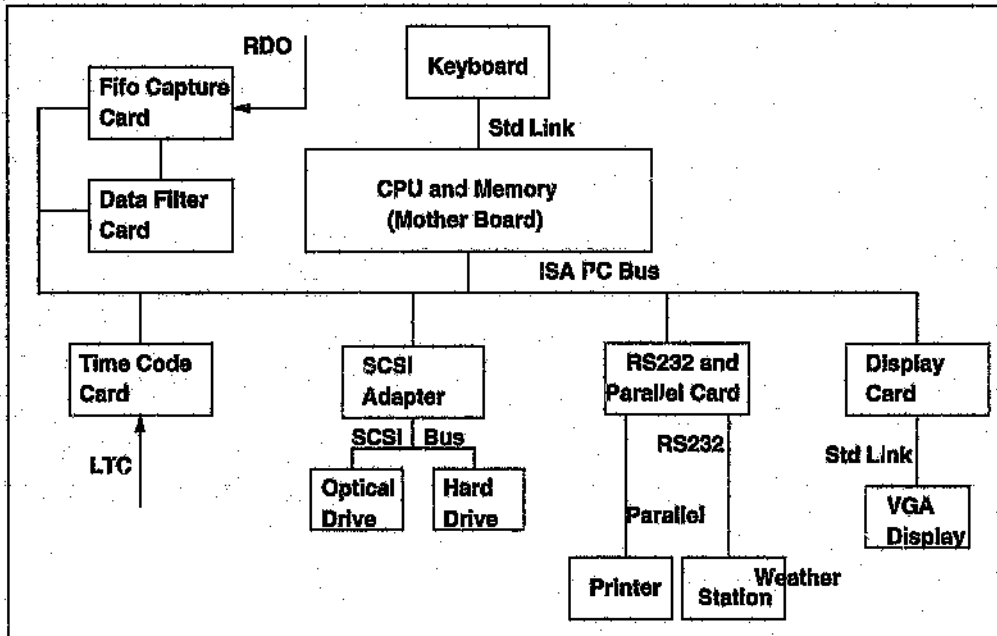 RDO
Fifo Capture
Card
Keyboard
Std Link
Data Filter
Card
CPU and Memory
(Mother Board)
ISA PC Bus
Time Code
Card
LTC
SCSI
Adapter
SCSI Bus
Optical
Drive
Hard
Drive
RS232 and
Parallel Card
RS232
Parallel
Printer
Weather
Station
Display
Card
Std Link
VGA
Display